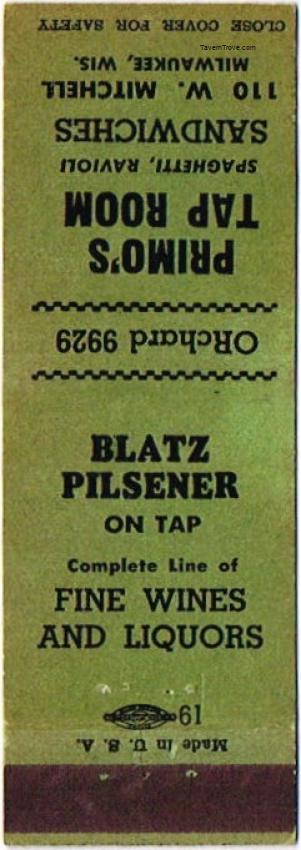 CLOSE COVER FOR SAFETY
TavernTrove.com
PRIMO'S
TAP ROOM
SPAGHETTI, RAVIOLI
SANDWICHES
110 W. MITCHELL
MILWAUKEE, WIS.
ORchard 9929
BLATZ
PILSENER
ON TAP
Complete Line of
FINE WINES
AND LIQUORS
19
Made in U. S. A.